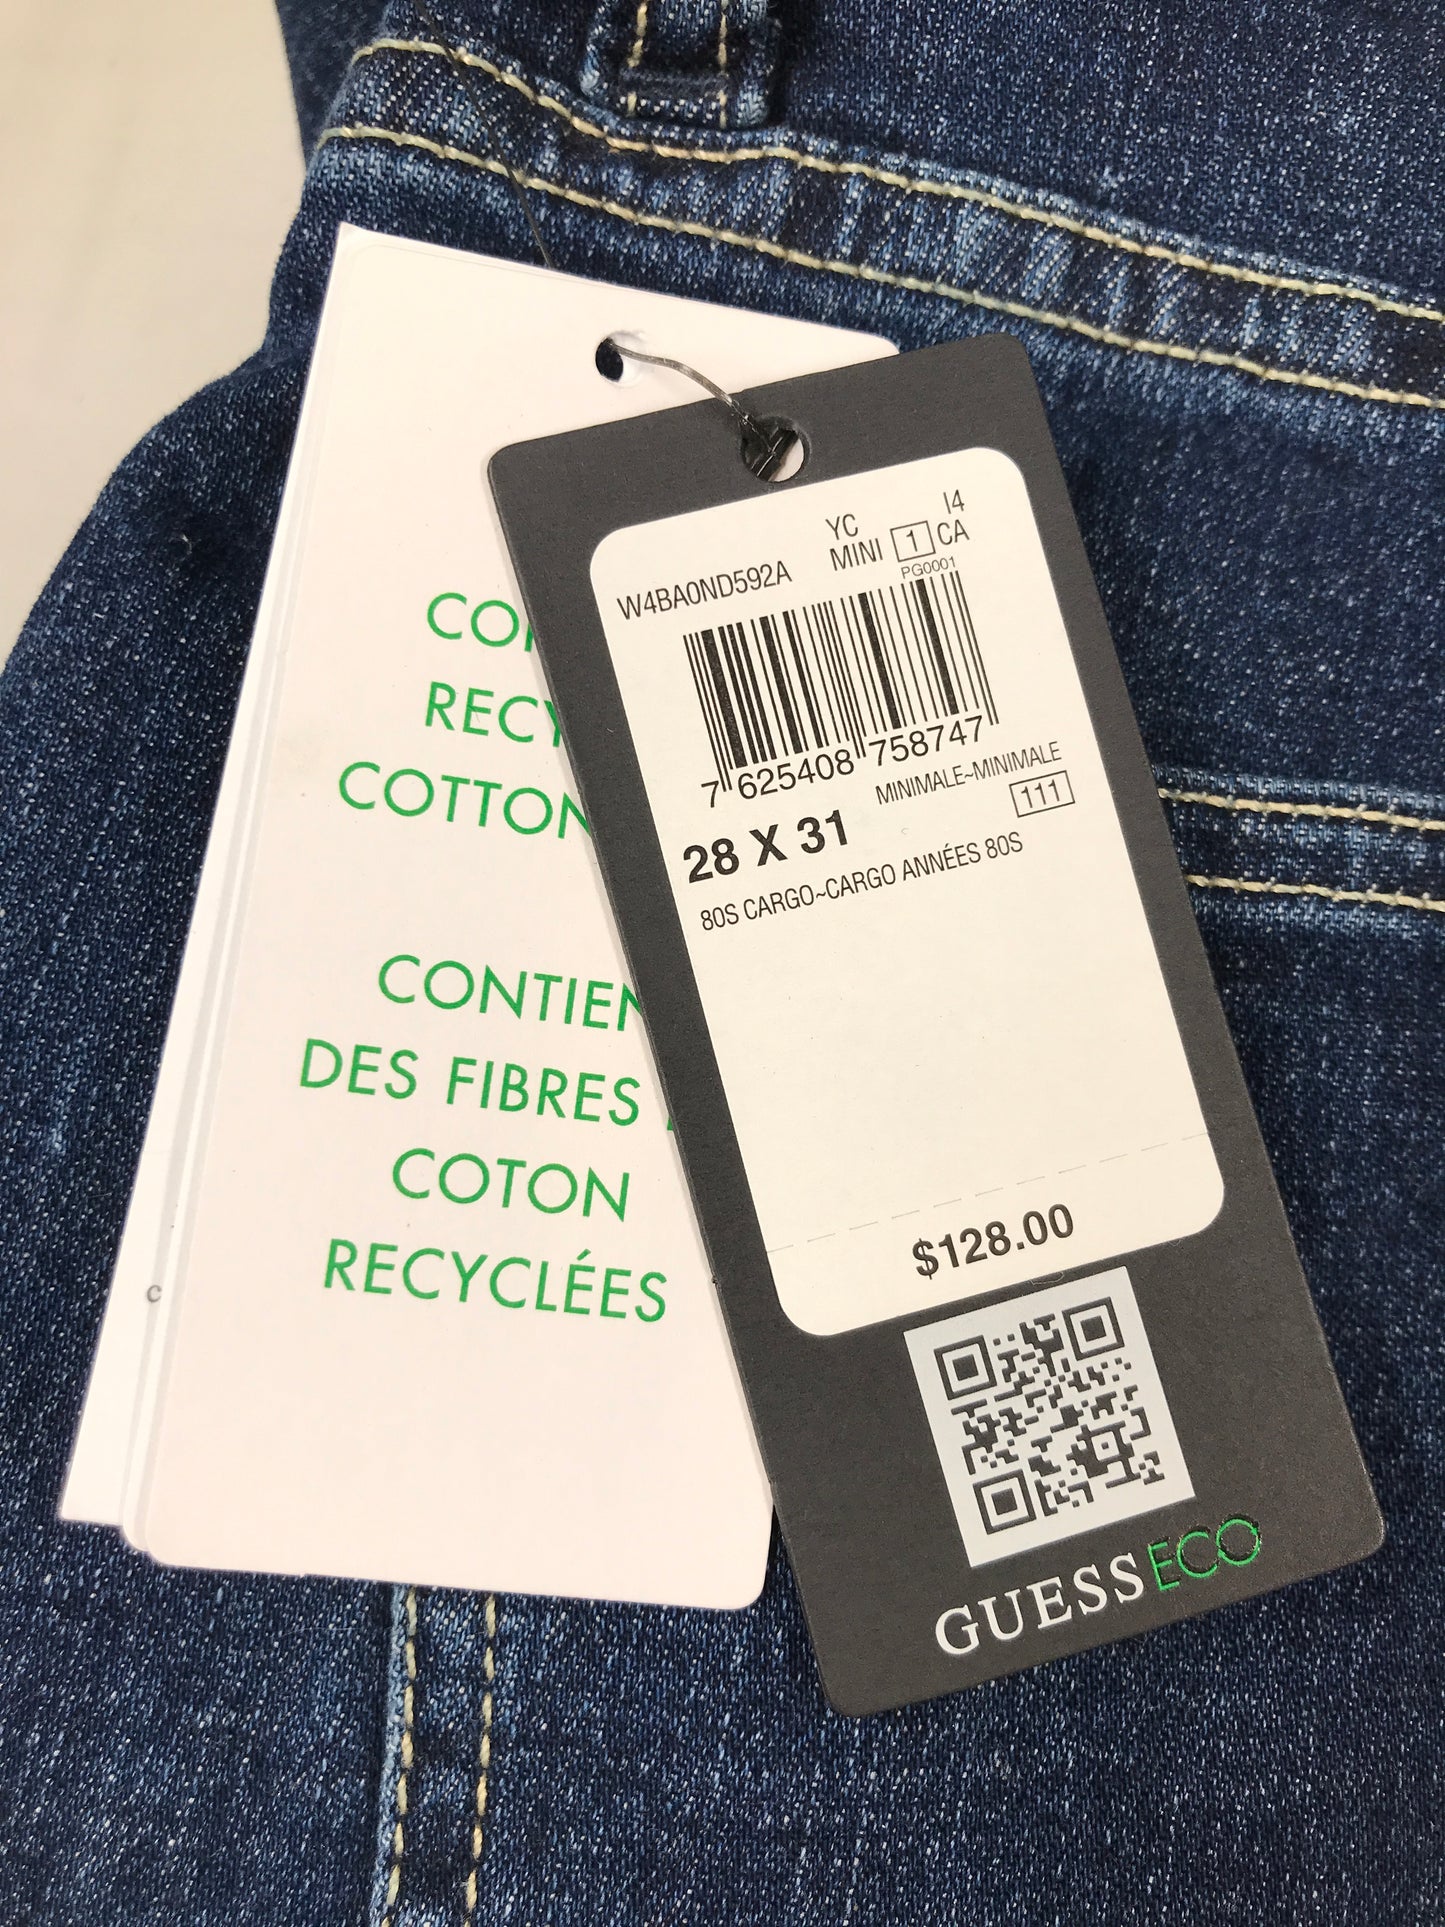 RECY
COTTON
CONTIEN
DES FIBRES
COTON
RECYCLÉES
c
YC I4
W4BA0ND592A MINI 1 CA
PG0001
7 625408 758747
MINIMALE~MINIMALE
28 X 31 111
80S CARGO~CARGO ANNÉES 80S
$128.00
GUESS ECO